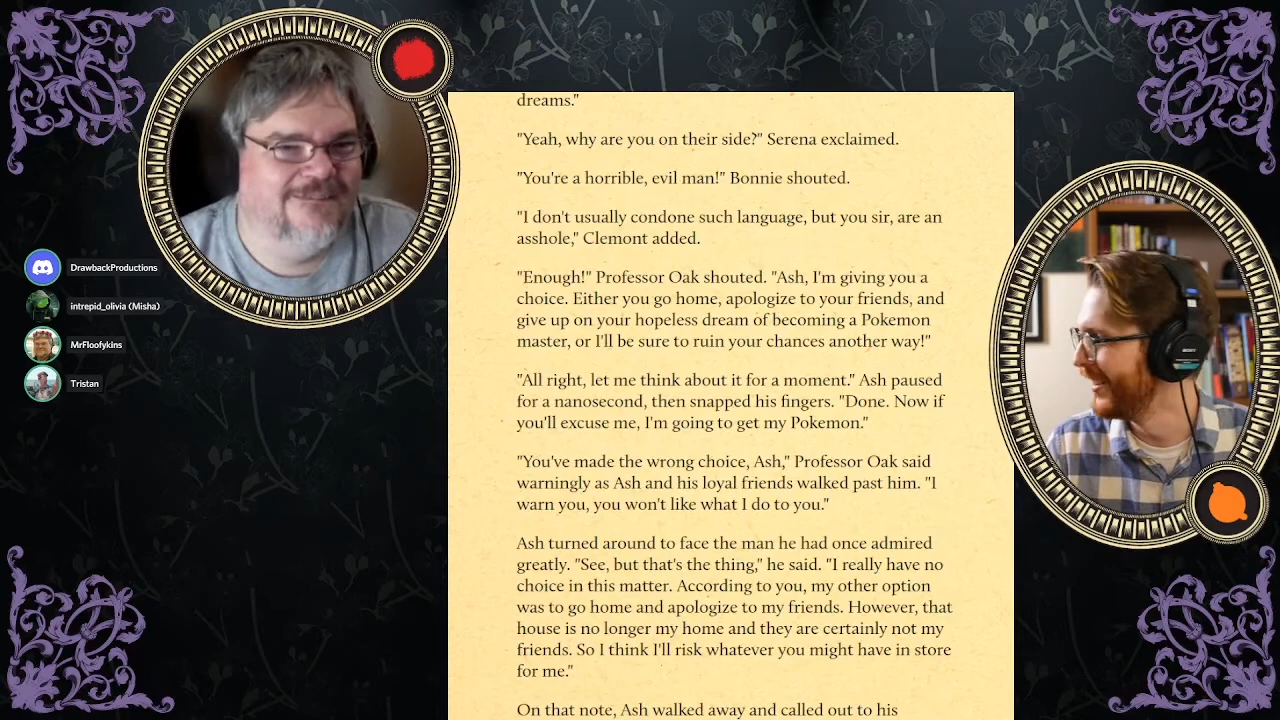 dreams."
"Yeah, why are you on their side?" Serena exclaimed.
"You're a horrible, evil man!" Bonnie shouted.
"I don't usually condone such language, but you sir, are an
asshole," Clemont added.
"Enough!" Professor Oak shouted. "Ash, I'm giving you a
choice. Either you go home, apologize to your friends, and
give up on your hopeless dream of becoming a Pokemon
master, or I'll be sure to ruin your chances another way!"
"All right, let me think about it for a moment." Ash paused
for a nanosecond, then snapped his fingers. "Done. Now if
you'll excuse me, I'm going to get my Pokemon."
"You've made the wrong choice, Ash," Professor Oak said
warningly as Ash and his loyal friends walked past him. "I
warn you, you won't like what I do to you."
Ash turned around to face the man he had once admired
greatly. "See, but that's the thing," he said. "I really have no
choice in this matter. According to you, my other option
was to go home and apologize to my friends. However, that
house is no longer my home and they are certainly not my
friends. So I think I'll risk whatever you might have in store
for me."
On that note, Ash walked away and called out to his
DrawbackProductions
intrepid_olivia (Misha)
MrFloofykins
Tristan
SONY